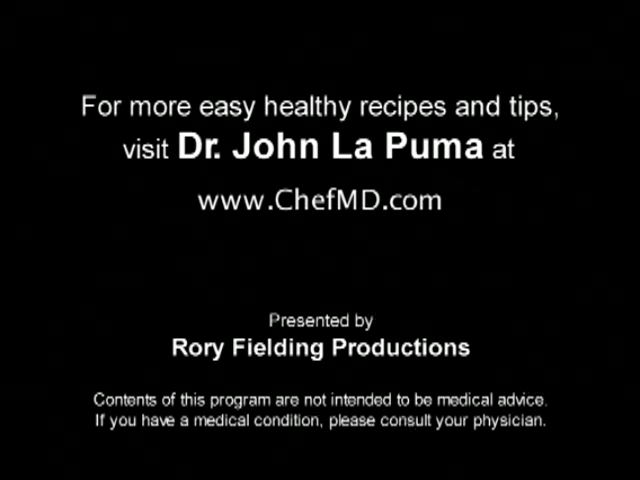 For more easy healthy recipes and tips,
visit Dr. John La Puma at
www.ChefMD.com
Presented by
Rory Fielding Productions
Contents of this program are not intended to be medical advice.
If you have a medical condition, please consult your physician.